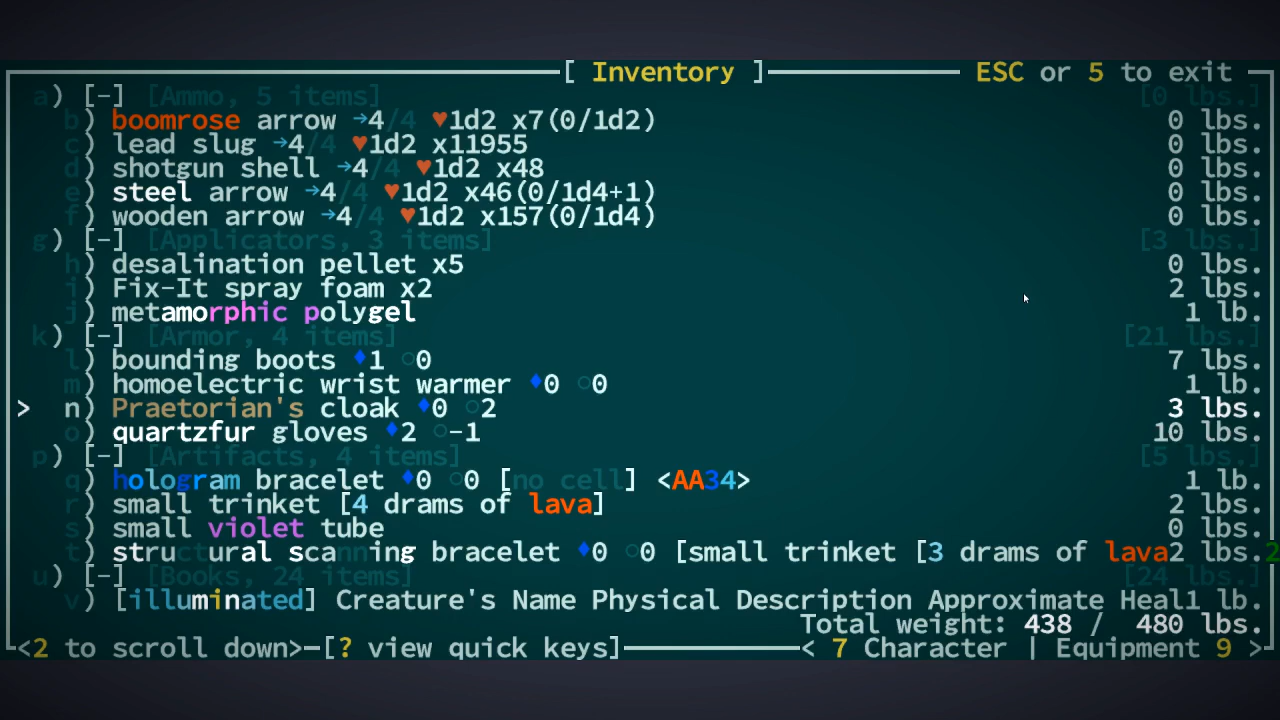 [ Inventory ] ESC or 5 to exit
a) [-] [Ammo, 5 items] [0 lbs.]
b) boomrose arrow →4/4 ♥1d2 x7(0/1d2) 0 lbs.
c) lead slug →4/4 ♥1d2 x11955 0 lbs.
d) shotgun shell →4/4 ♥1d2 x48 0 lbs.
e) steel arrow →4/4 ♥1d2 x46(0/1d4+1) 0 lbs.
f) wooden arrow →4/4 ♥1d2 x157(0/1d4) 0 lbs.
g) [-] [Applicators, 3 items] [3 lbs.]
h) desalination pellet x5 0 lbs.
i) Fix-It spray foam x2 2 lbs.
j) metamorphic polygel 1 lb.
k) [-] [Armor, 4 items] [21 lbs.]
l) bounding boots ♦1 ○0 7 lbs.
m) homoelectric wrist warmer ♦0 ○0 1 lb.
> n) Praetorian's cloak ♦0 ○2 3 lbs.
o) quartzfur gloves ♦2 ○-1 10 lbs.
p) [-] [Artifacts, 4 items] [5 lbs.]
q) hologram bracelet ♦0 ○0 [no cell] <AA34> 1 lb.
r) small trinket [4 drams of lava] 2 lbs.
s) small violet tube 0 lbs.
t) structural scanning bracelet ♦0 ○0 [small trinket [3 drams of lava2 lbs.2
u) [-] [Books, 24 items] [24 lbs.]
v) [illuminated] Creature's Name Physical Description Approximate Heal1 lb.
Total weight: 438 / 480 lbs.
<2 to scroll down> [? view quick keys] < 7 Character | Equipment 9 >